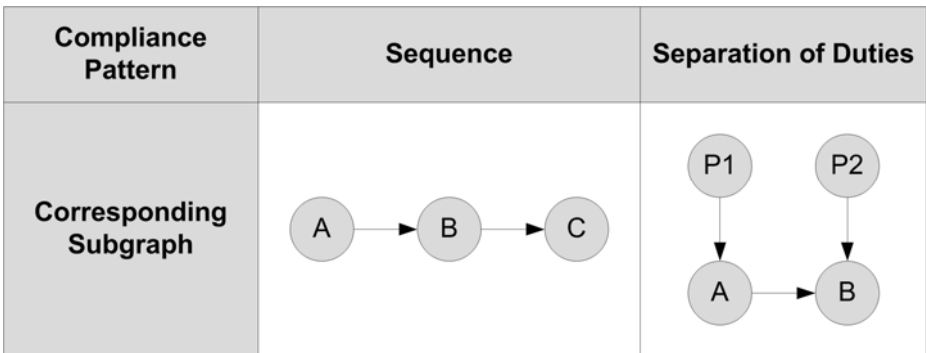 Compliance
Pattern
Sequence
Separation of Duties
Corresponding
Subgraph
A
B
C
P1
P2
A
B